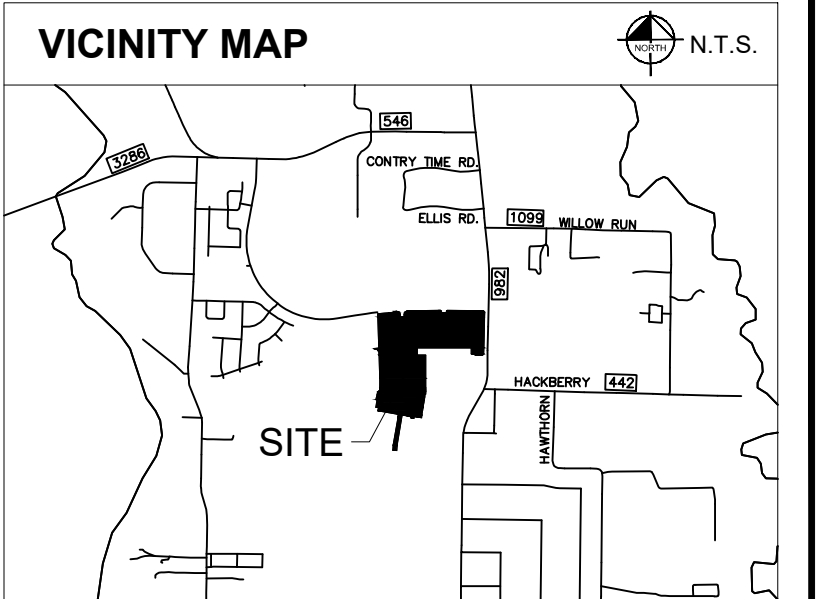 VICINITY MAP
NORTH
N.T.S.
546
3286
CONTRY TIME RD.
ELLIS RD.
1099 WILLOW RUN
982
HACKBERRY 442
HAWTHORN
SITE